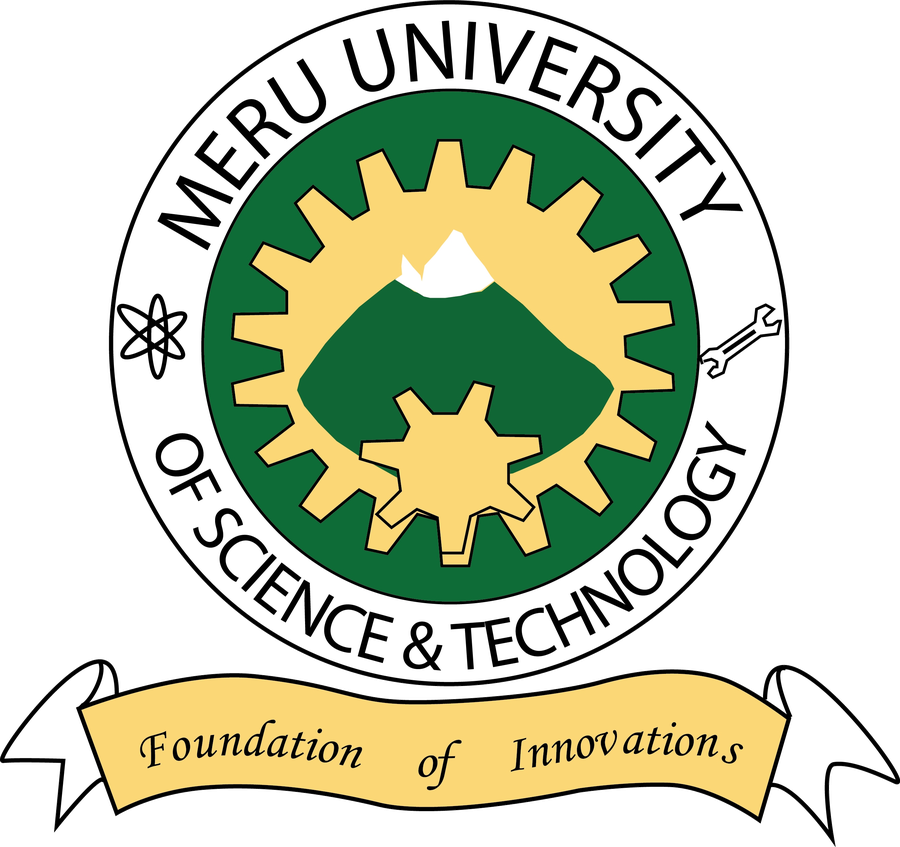 MERU UNIVERSITY
OF SCIENCE & TECHNOLOGY
Foundation of Innovations